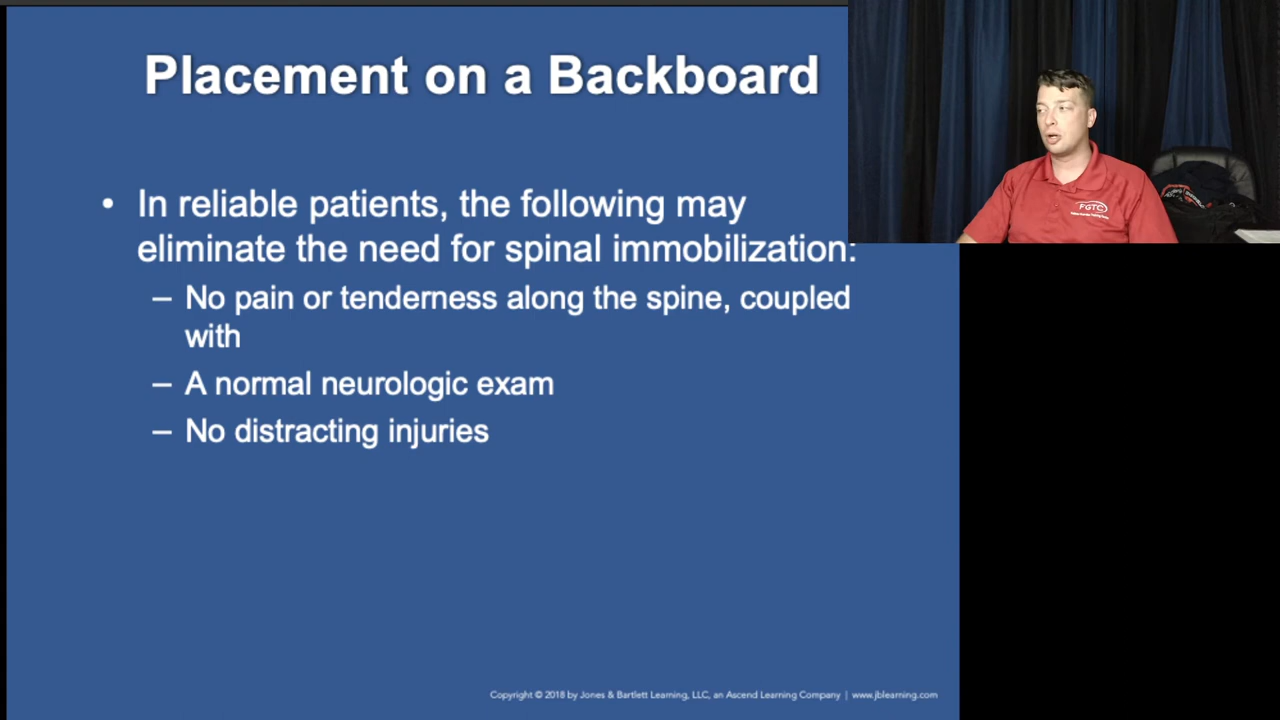 Placement on a Backboard
• In reliable patients, the following may
eliminate the need for spinal immobilization:
– No pain or tenderness along the spine, coupled
with
– A normal neurologic exam
– No distracting injuries
FGTC
Copyright © 2018 by Jones & Bartlett Learning, LLC, an Ascend Learning Company | www.jblearning.com